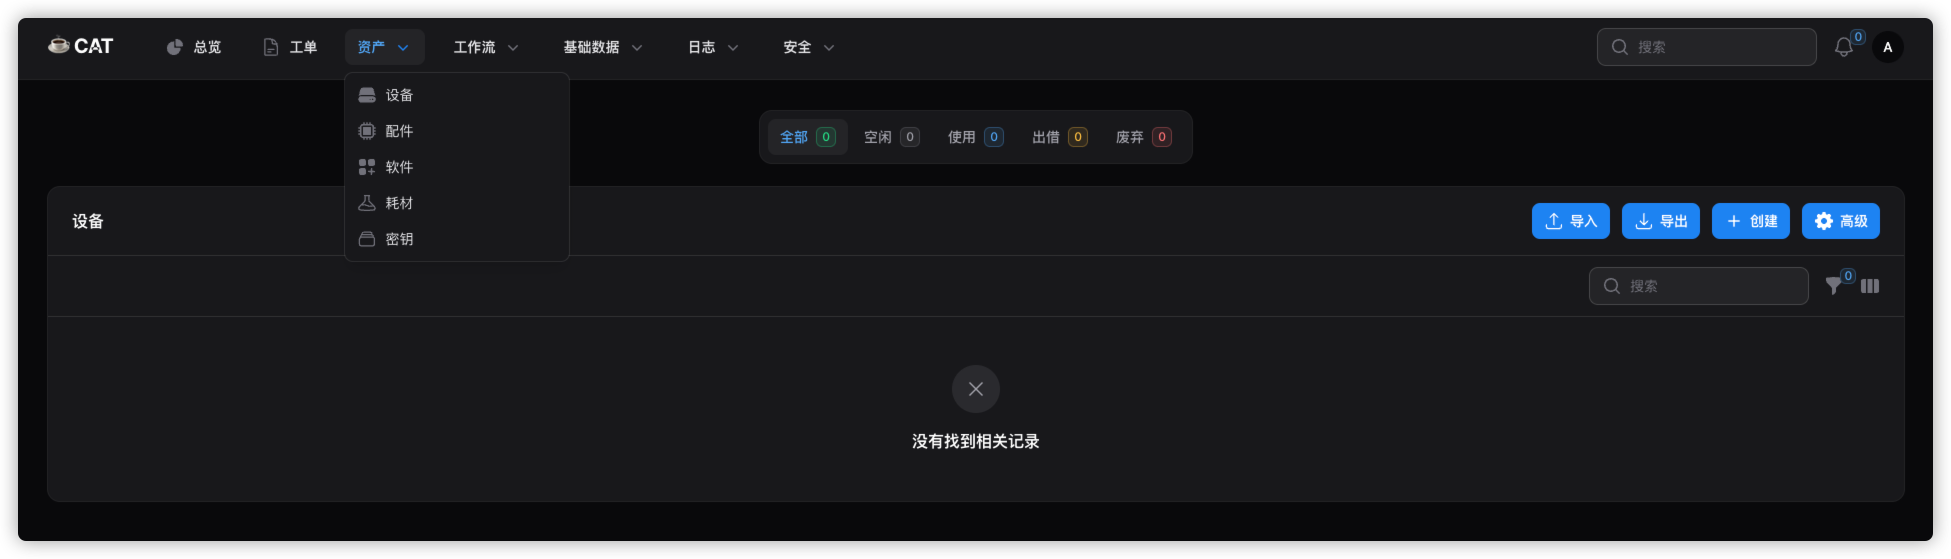 CAT 总览 工单 资产 工作流 基础数据 日志 安全 搜索 0 A
设备
配件
软件
耗材
密钥
全部 0 空闲 0 使用 0 出借 0 废弃 0
设备 导入 导出 创建 高级
搜索 0
没有找到相关记录